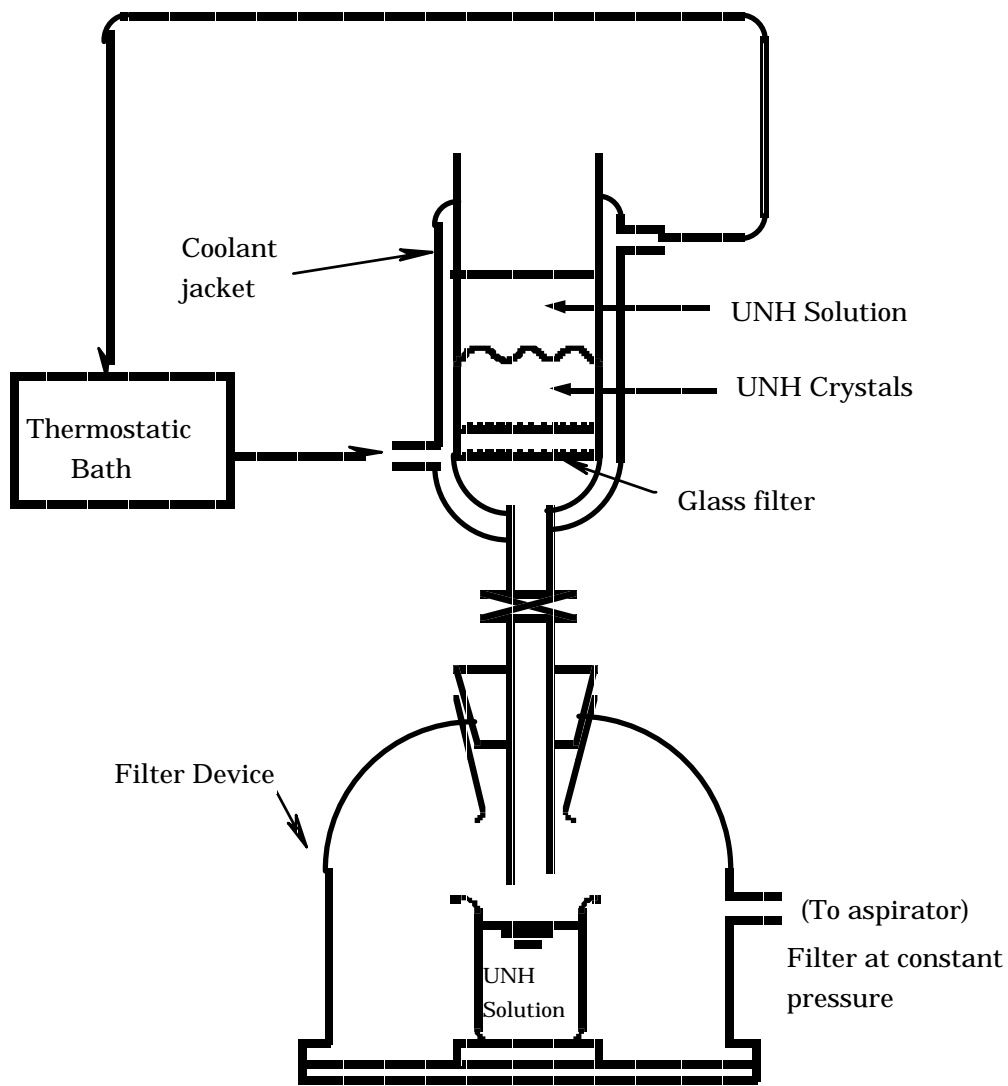 Coolant
jacket
UNH Solution
UNH Crystals
Thermostatic
Bath
Glass filter
Filter Device
(To aspirator)
Filter at constant
pressure
UNH
Solution